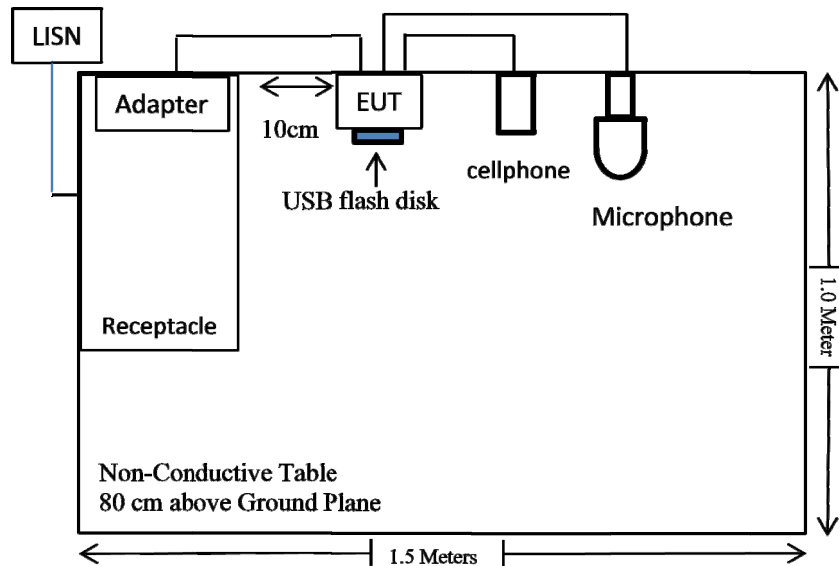 LISN
Adapter
EUT
10cm
cellphone
USB flash disk
Microphone
1.0 Meter
Receptacle
Non-Conductive Table
80 cm above Ground Plane
1.5 Meters